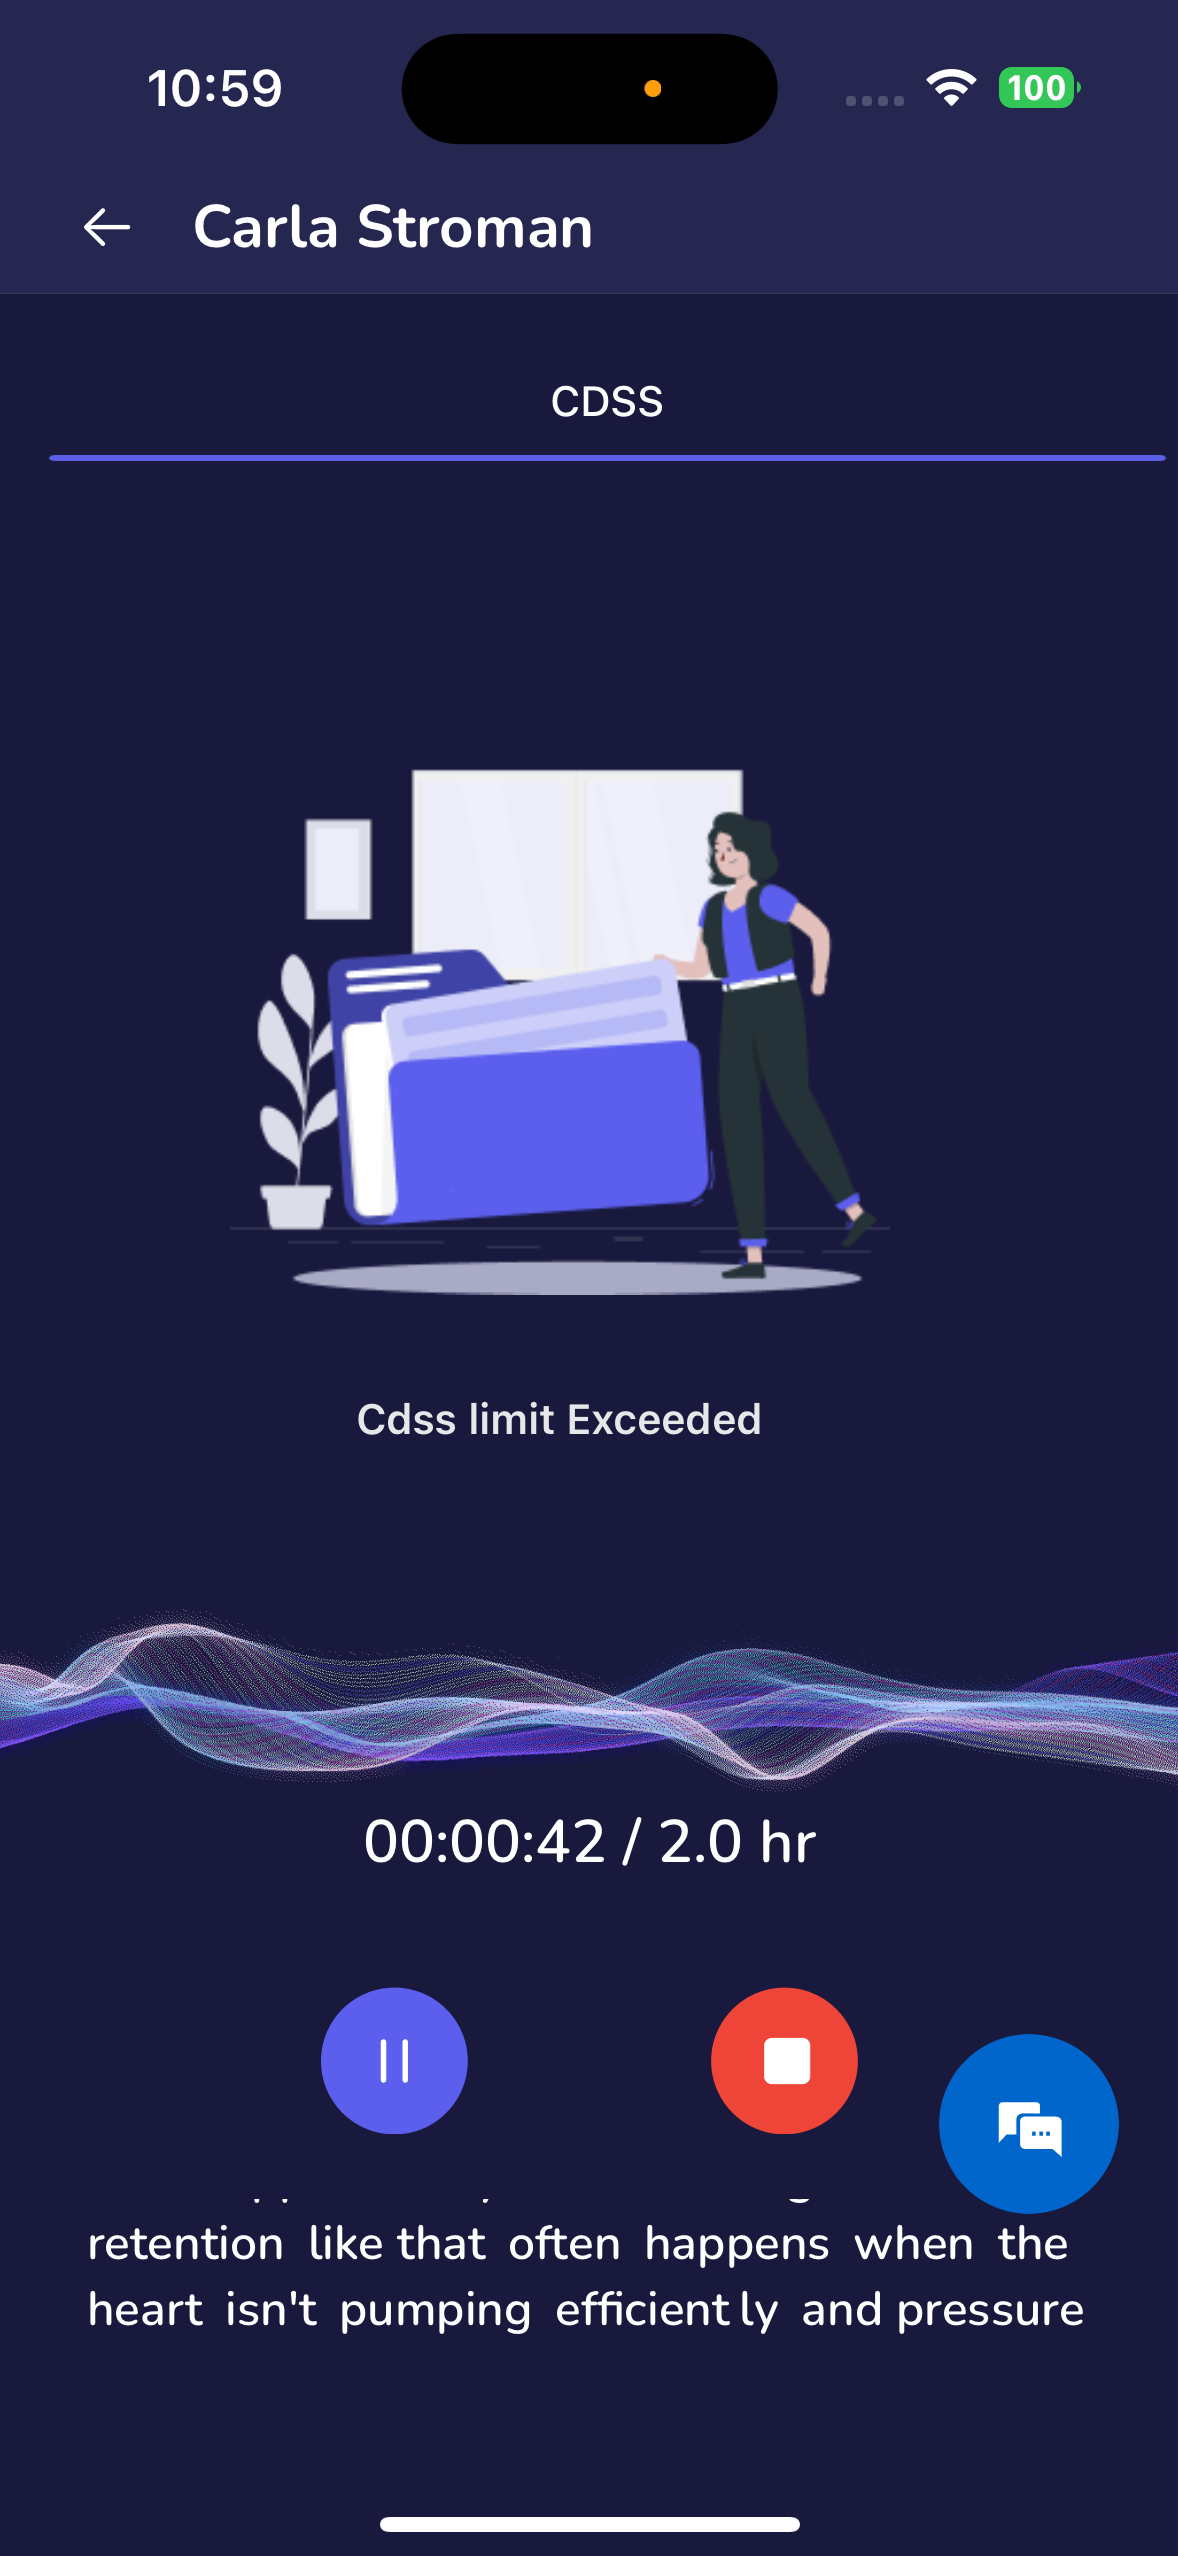 10:59
100
Carla Stroman
CDSS
Cdss limit Exceeded
00:00:42 / 2.0 hr
retention like that often happens when the
heart isn't pumping efficient ly and pressure